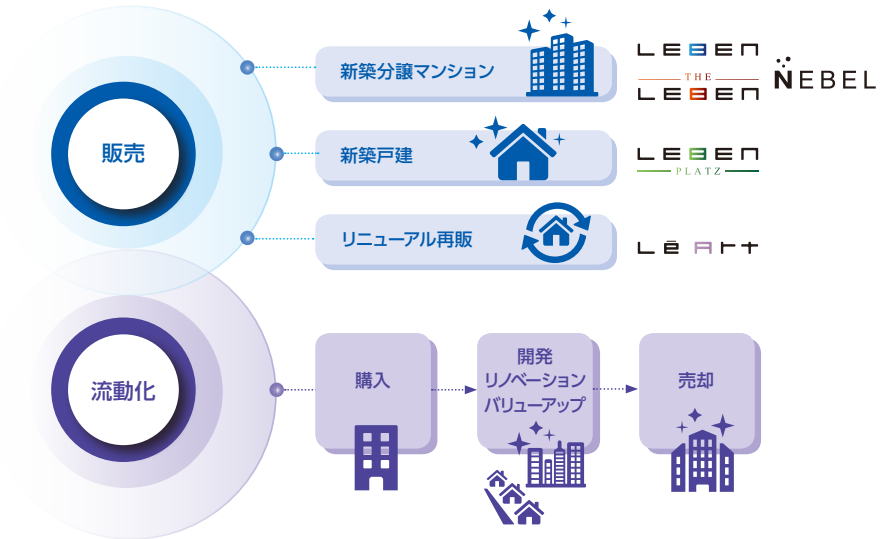 販売
新築分譲マンション
LEBEN
THE
LEBEN
NEBEL
新築戸建
LEBEN
PLATZ
リニューアル再販
Lē Art
流動化
購入
開発
リノベーション
バリューアップ
売却